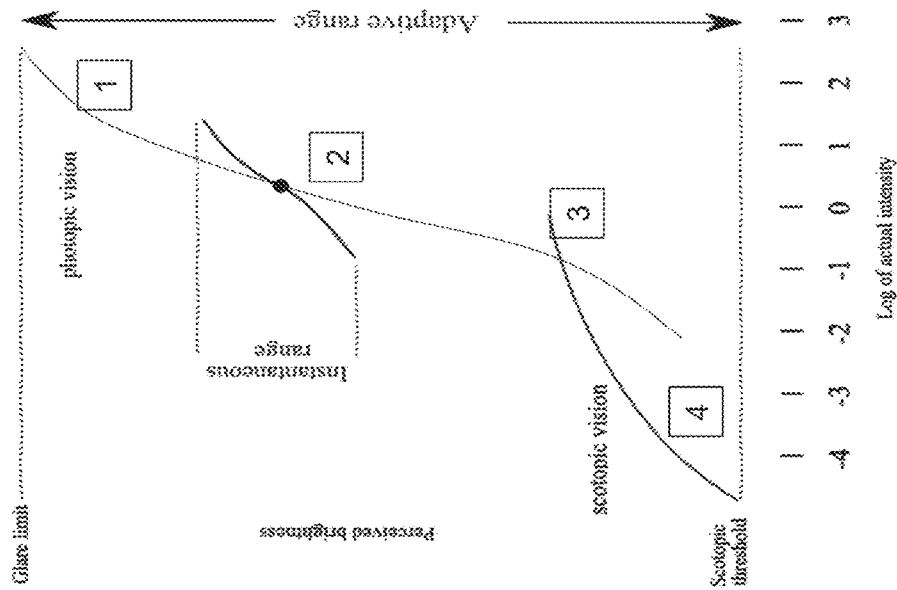 Glare limit
photopic vision
1
Adaptive range
2
Instantaneous
range
3
4
scotopic vision
Perceived brightness
Scotopic
threshold
-4
-3
-2
-1
0
1
2
3
Log of actual intensity